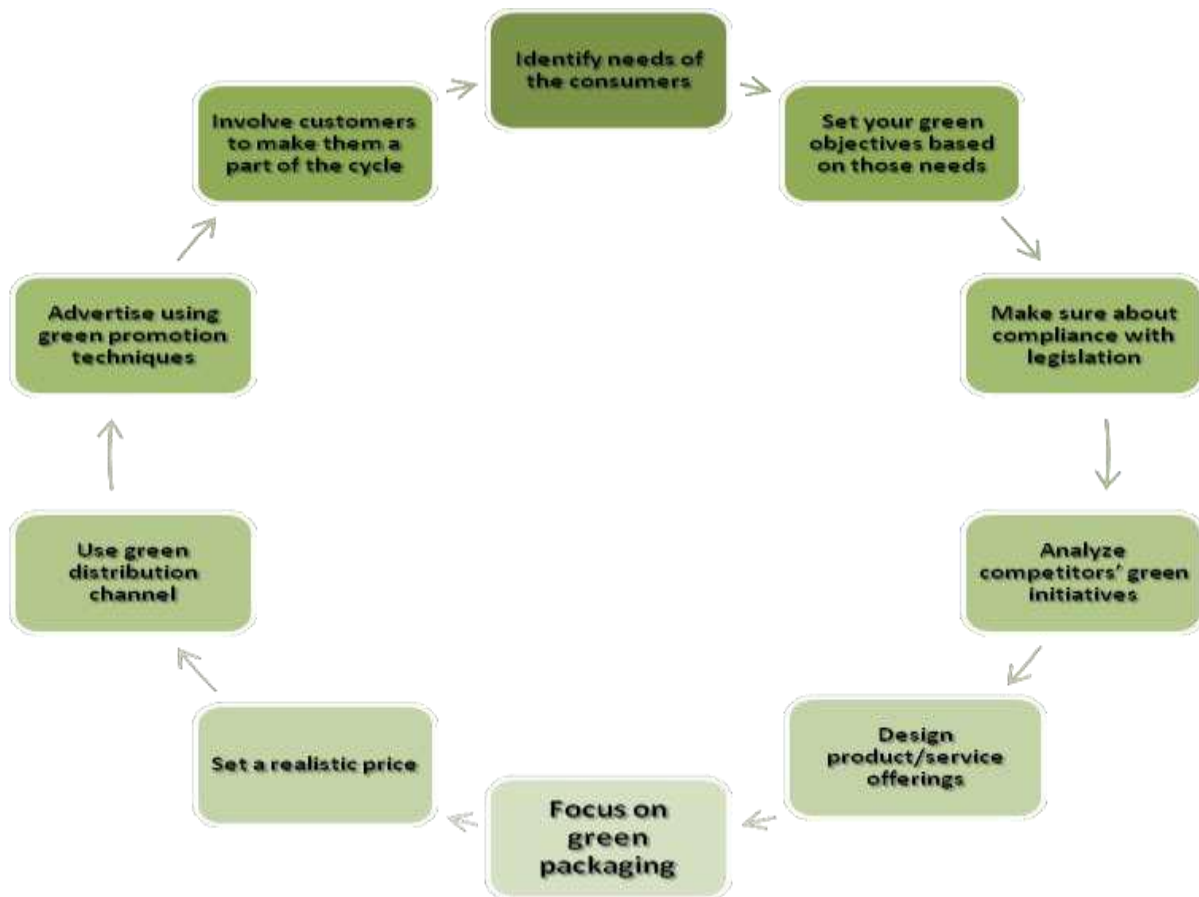 Identify needs of
the consumers
Set your green
objectives based
on those needs
Make sure about
compliance with
legislation
Analyze
competitors’ green
initiatives
Design
product/service
offerings
Focus on
green
packaging
Set a realistic price
Use green
distribution
channel
Advertise using
green promotion
techniques
Involve customers
to make them a
part of the cycle